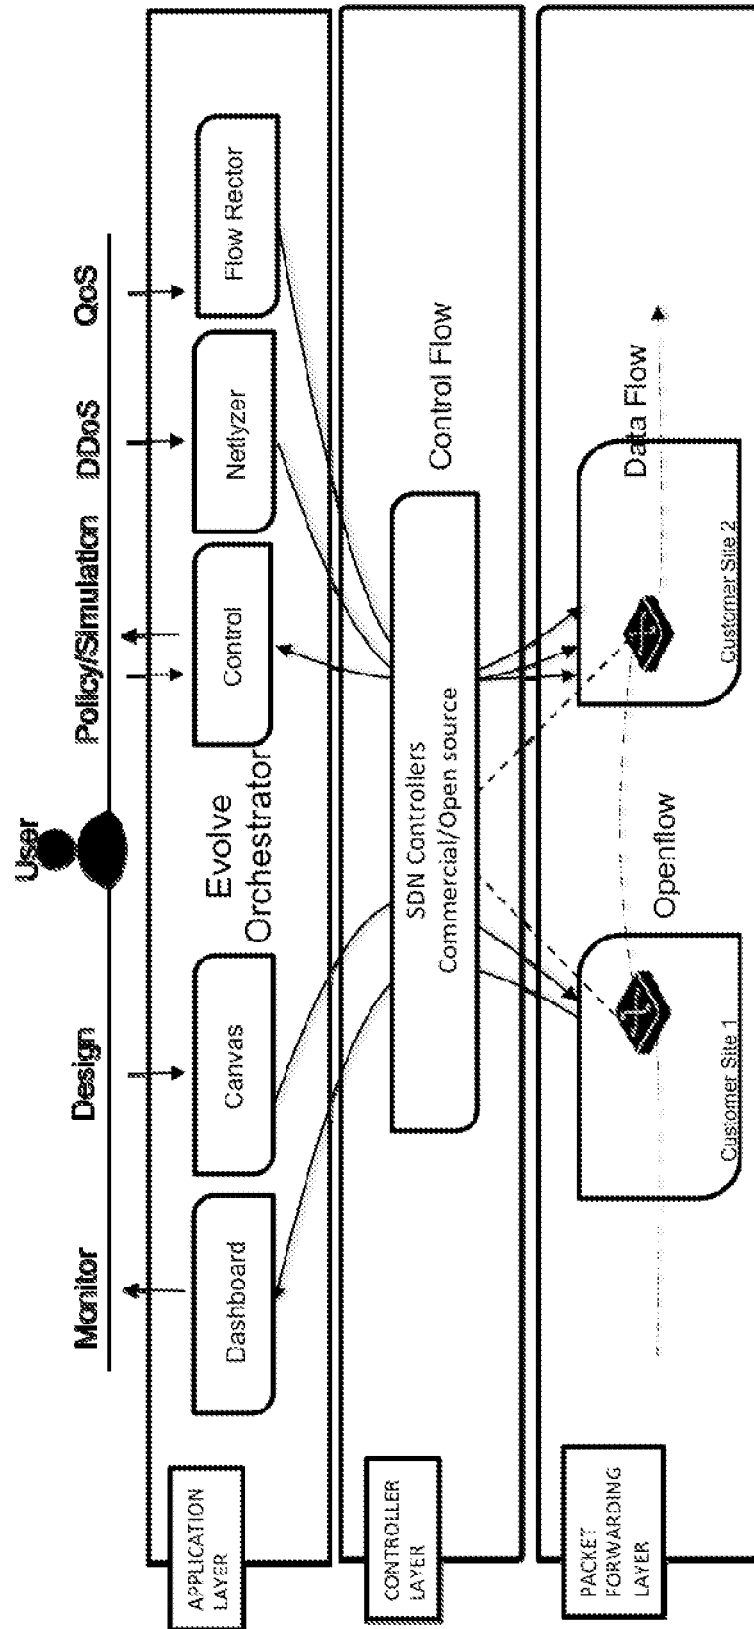 User
Monitor
Design
Policy/Simulation
DDoS
QoS
APPLICATION
LAYER
Dashboard
Canvas
Evolve
Orchestrator
Control
Netlyzer
Flow Rector
CONTROLLER
LAYER
SDN Controllers
Commercial/Open source
Control Flow
PACKET
FORWARDING
LAYER
Customer Site 1
Openflow
Customer Site 2
Data Flow